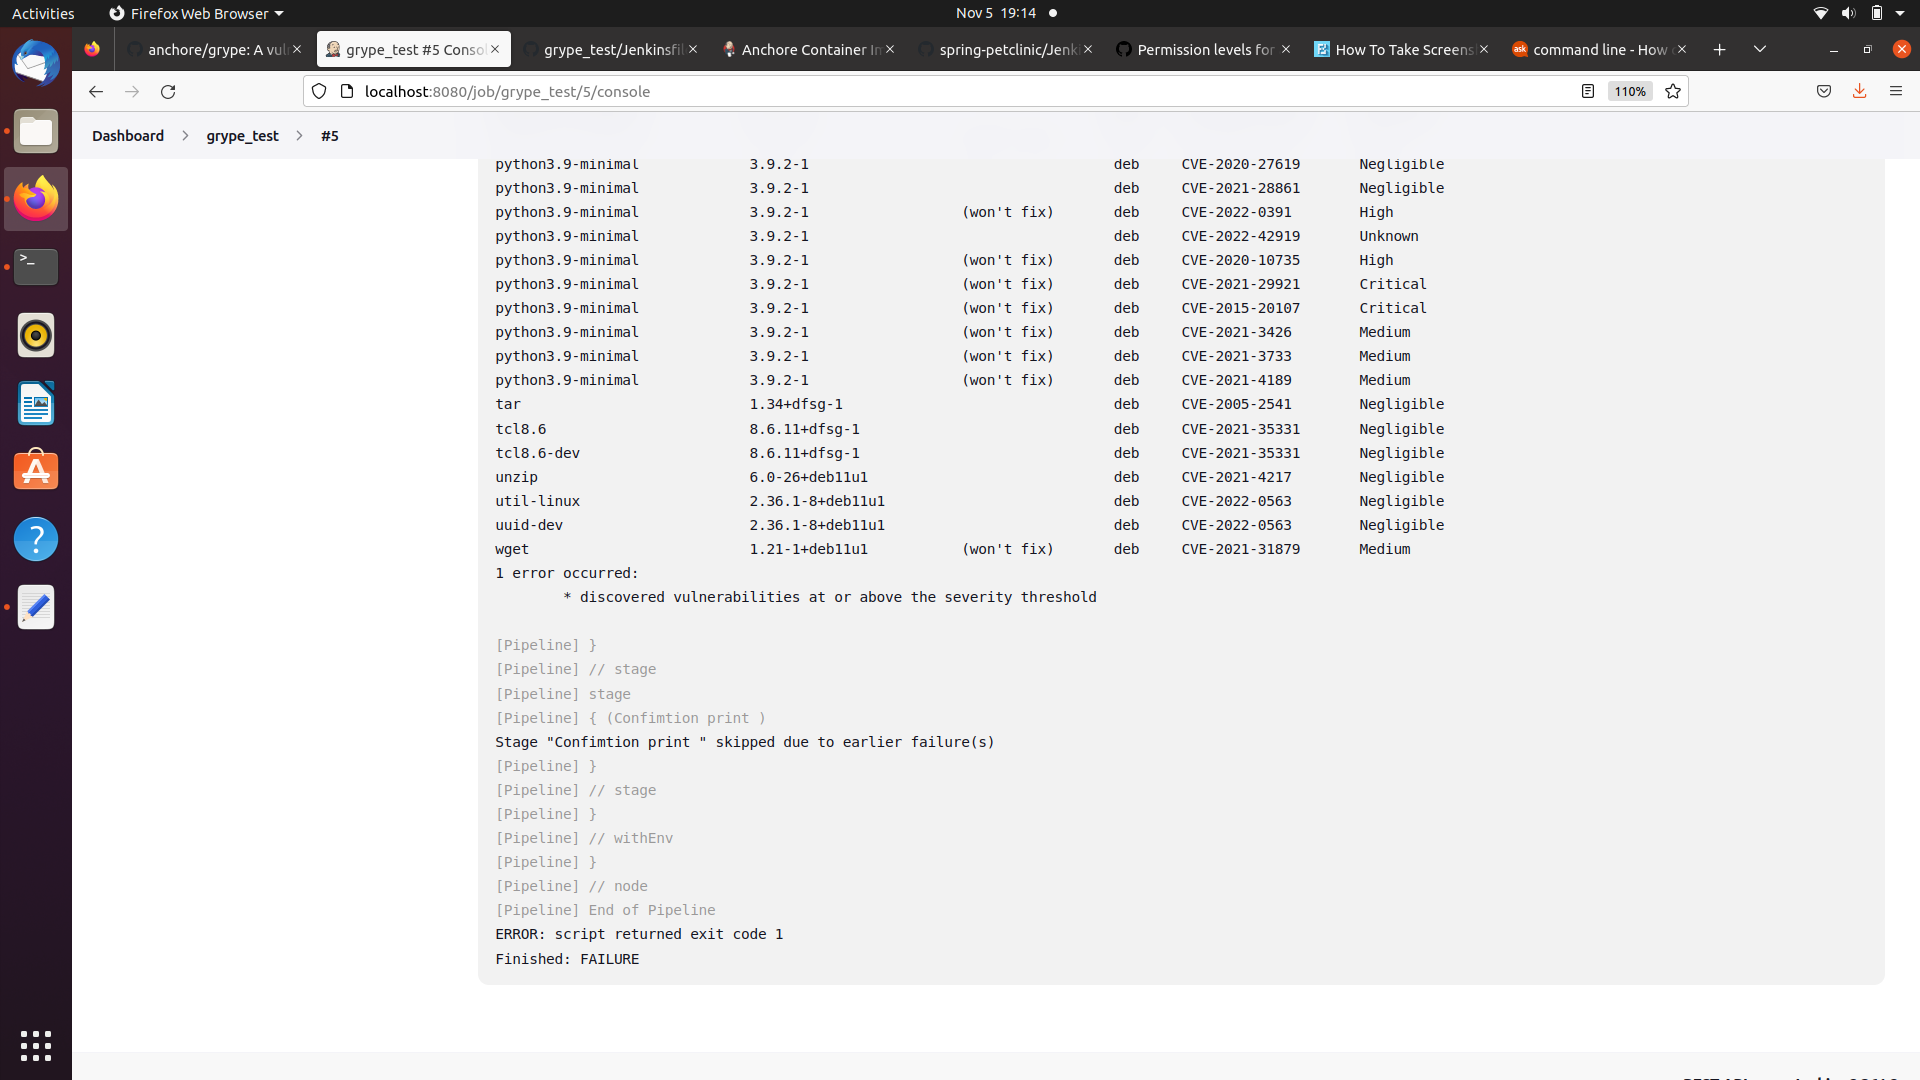 Activities Firefox Web Browser Nov 5 19:14
anchore/grype: A vul grype_test #5 Conso grype_test/Jenkinsfil Anchore Container In spring-petclinic/Jenk Permission levels for How To Take Screens command line - How
localhost:8080/job/grype_test/5/console 110%
Dashboard grype_test #5
python3.9-minimal 3.9.2-1 deb CVE-2020-27619 Negligible
python3.9-minimal 3.9.2-1 deb CVE-2021-28861 Negligible
python3.9-minimal 3.9.2-1 (won't fix) deb CVE-2022-0391 High
python3.9-minimal 3.9.2-1 deb CVE-2022-42919 Unknown
python3.9-minimal 3.9.2-1 (won't fix) deb CVE-2020-10735 High
python3.9-minimal 3.9.2-1 (won't fix) deb CVE-2021-29921 Critical
python3.9-minimal 3.9.2-1 (won't fix) deb CVE-2015-20107 Critical
python3.9-minimal 3.9.2-1 (won't fix) deb CVE-2021-3426 Medium
python3.9-minimal 3.9.2-1 (won't fix) deb CVE-2021-3733 Medium
python3.9-minimal 3.9.2-1 (won't fix) deb CVE-2021-4189 Medium
tar 1.34+dfsg-1 deb CVE-2005-2541 Negligible
tcl8.6 8.6.11+dfsg-1 deb CVE-2021-35331 Negligible
tcl8.6-dev 8.6.11+dfsg-1 deb CVE-2021-35331 Negligible
unzip 6.0-26+deb11u1 deb CVE-2021-4217 Negligible
util-linux 2.36.1-8+deb11u1 deb CVE-2022-0563 Negligible
uuid-dev 2.36.1-8+deb11u1 deb CVE-2022-0563 Negligible
wget 1.21-1+deb11u1 (won't fix) deb CVE-2021-31879 Medium
1 error occurred:
* discovered vulnerabilities at or above the severity threshold
[Pipeline] }
[Pipeline] // stage
[Pipeline] stage
[Pipeline] { (Confimtion print )
Stage "Confimtion print " skipped due to earlier failure(s)
[Pipeline] }
[Pipeline] // stage
[Pipeline] }
[Pipeline] // withEnv
[Pipeline] }
[Pipeline] // node
[Pipeline] End of Pipeline
ERROR: script returned exit code 1
Finished: FAILURE